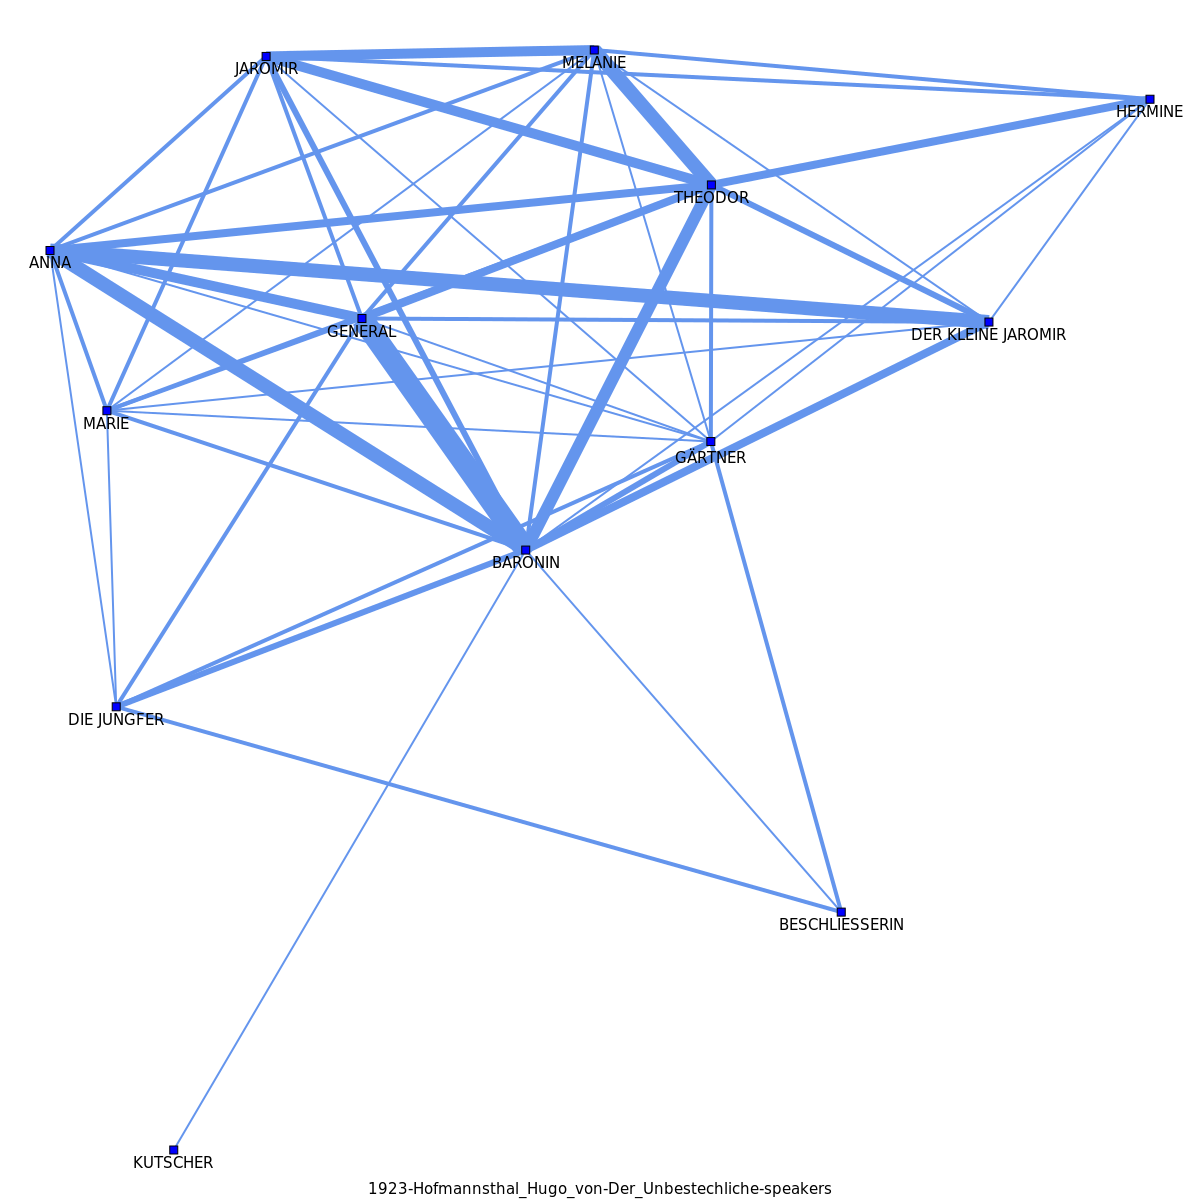 JAROMIR
MELANIE
HERMINE
THEODOR
ANNA
GENERAL
DER KLEINE JAROMIR
MARIE
GÄRTNER
BARONIN
DIE JUNGFER
BESCHLIESSERIN
KUTSCHER
1923-Hofmannsthal_Hugo_von-Der_Unbestechliche-speakers